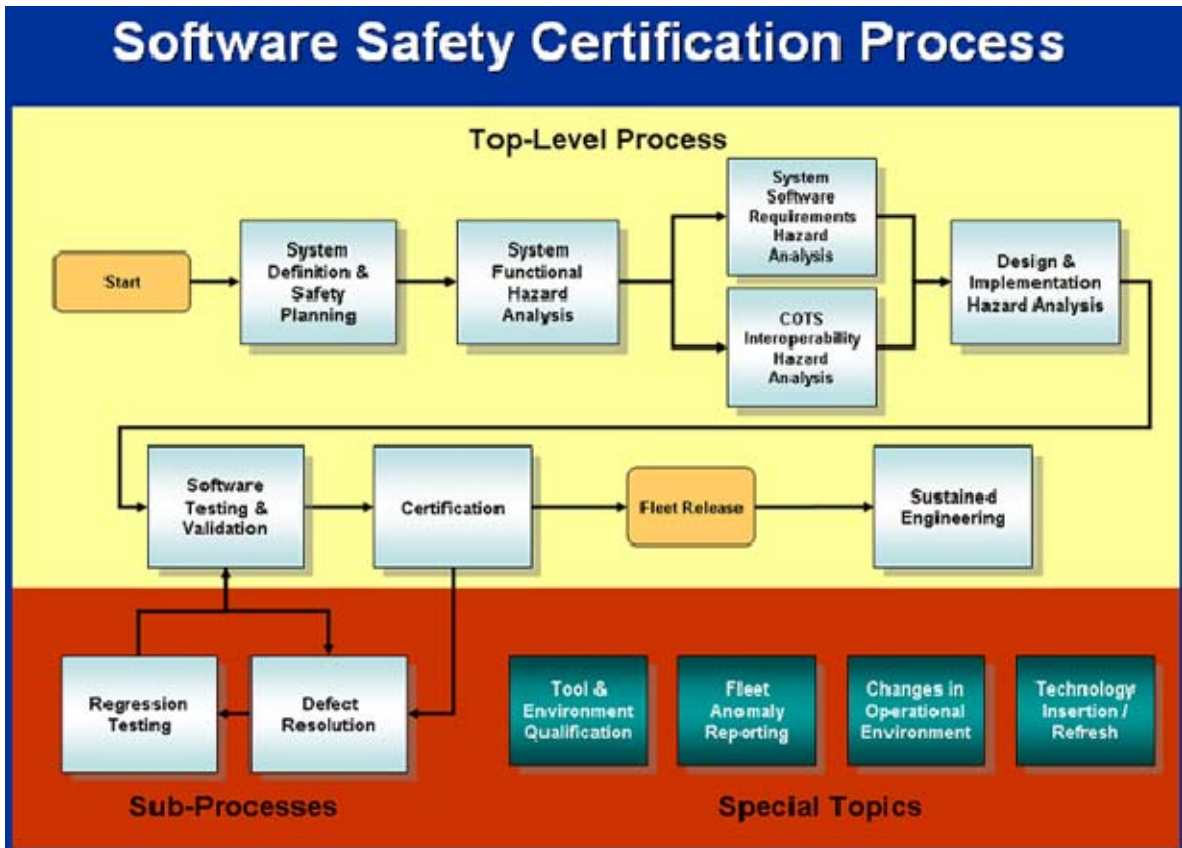 Software Safety Certification Process
Top-Level Process
Start
System
Definition &
Safety
Planning
System
Functional
Hazard
Analysis
System
Software
Requirements
Hazard
Analysis
COTS
Interoperability
Hazard
Analysis
Design &
Implementation
Hazard Analysis
Software
Testing &
Validation
Certification
Fleet Release
Sustained
Engineering
Regression
Testing
Defect
Resolution
Sub-Processes
Tool &
Environment
Qualification
Fleet
Anomaly
Reporting
Changes in
Operational
Environment
Technology
Insertion /
Refresh
Special Topics